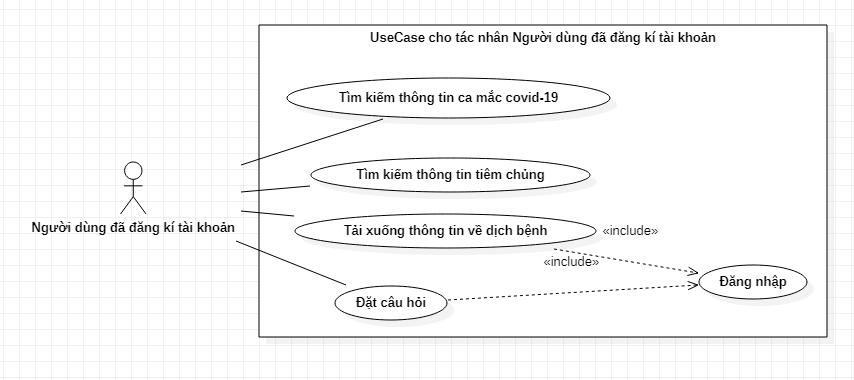 UseCase cho tác nhân Người dùng đã đăng kí tài khoản
Tìm kiếm thông tin ca mắc covid-19
Tìm kiếm thông tin tiêm chủng
Người dùng đã đăng kí tài khoản
Tải xuống thông tin về dịch bệnh
«include»
«include»
Đăng nhập
Đặt câu hỏi